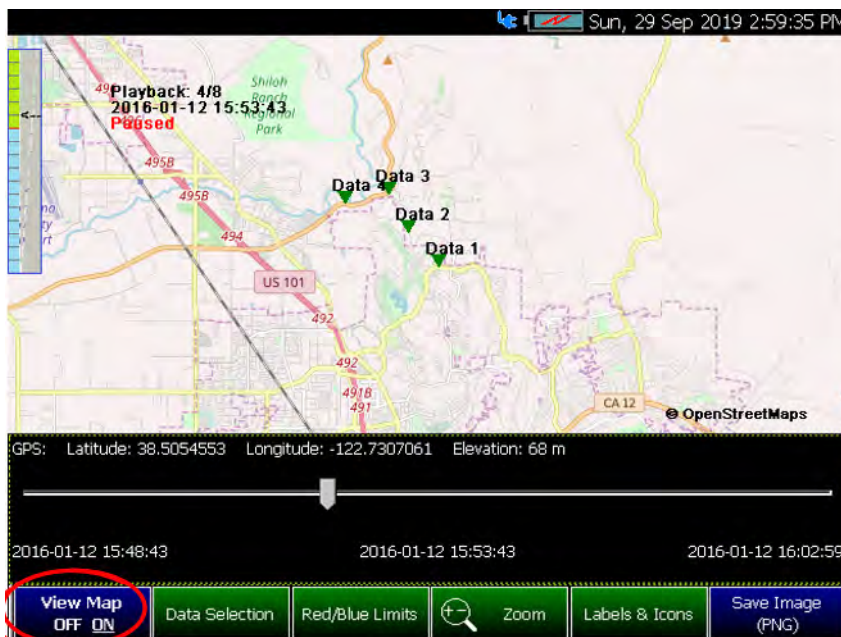 Sun, 29 Sep 2019 2:59:35 PM
Playback: 4/8
2016-01-12 15:53:43
Paused
Shiloh
Ranch
Regional
Park
495B
495B
494
Data 4
Data 3
Data 2
Data 1
US 101
492
492
491B
491
CA 12
© OpenStreetMaps
GPS: Latitude: 38.5054553 Longitude: -122.7307061 Elevation: 68 m
2016-01-12 15:48:43 2016-01-12 15:53:43 2016-01-12 16:02:59
View Map
OFF ON
Data Selection
Red/Blue Limits
Zoom
Labels & Icons
Save Image
(PNG)